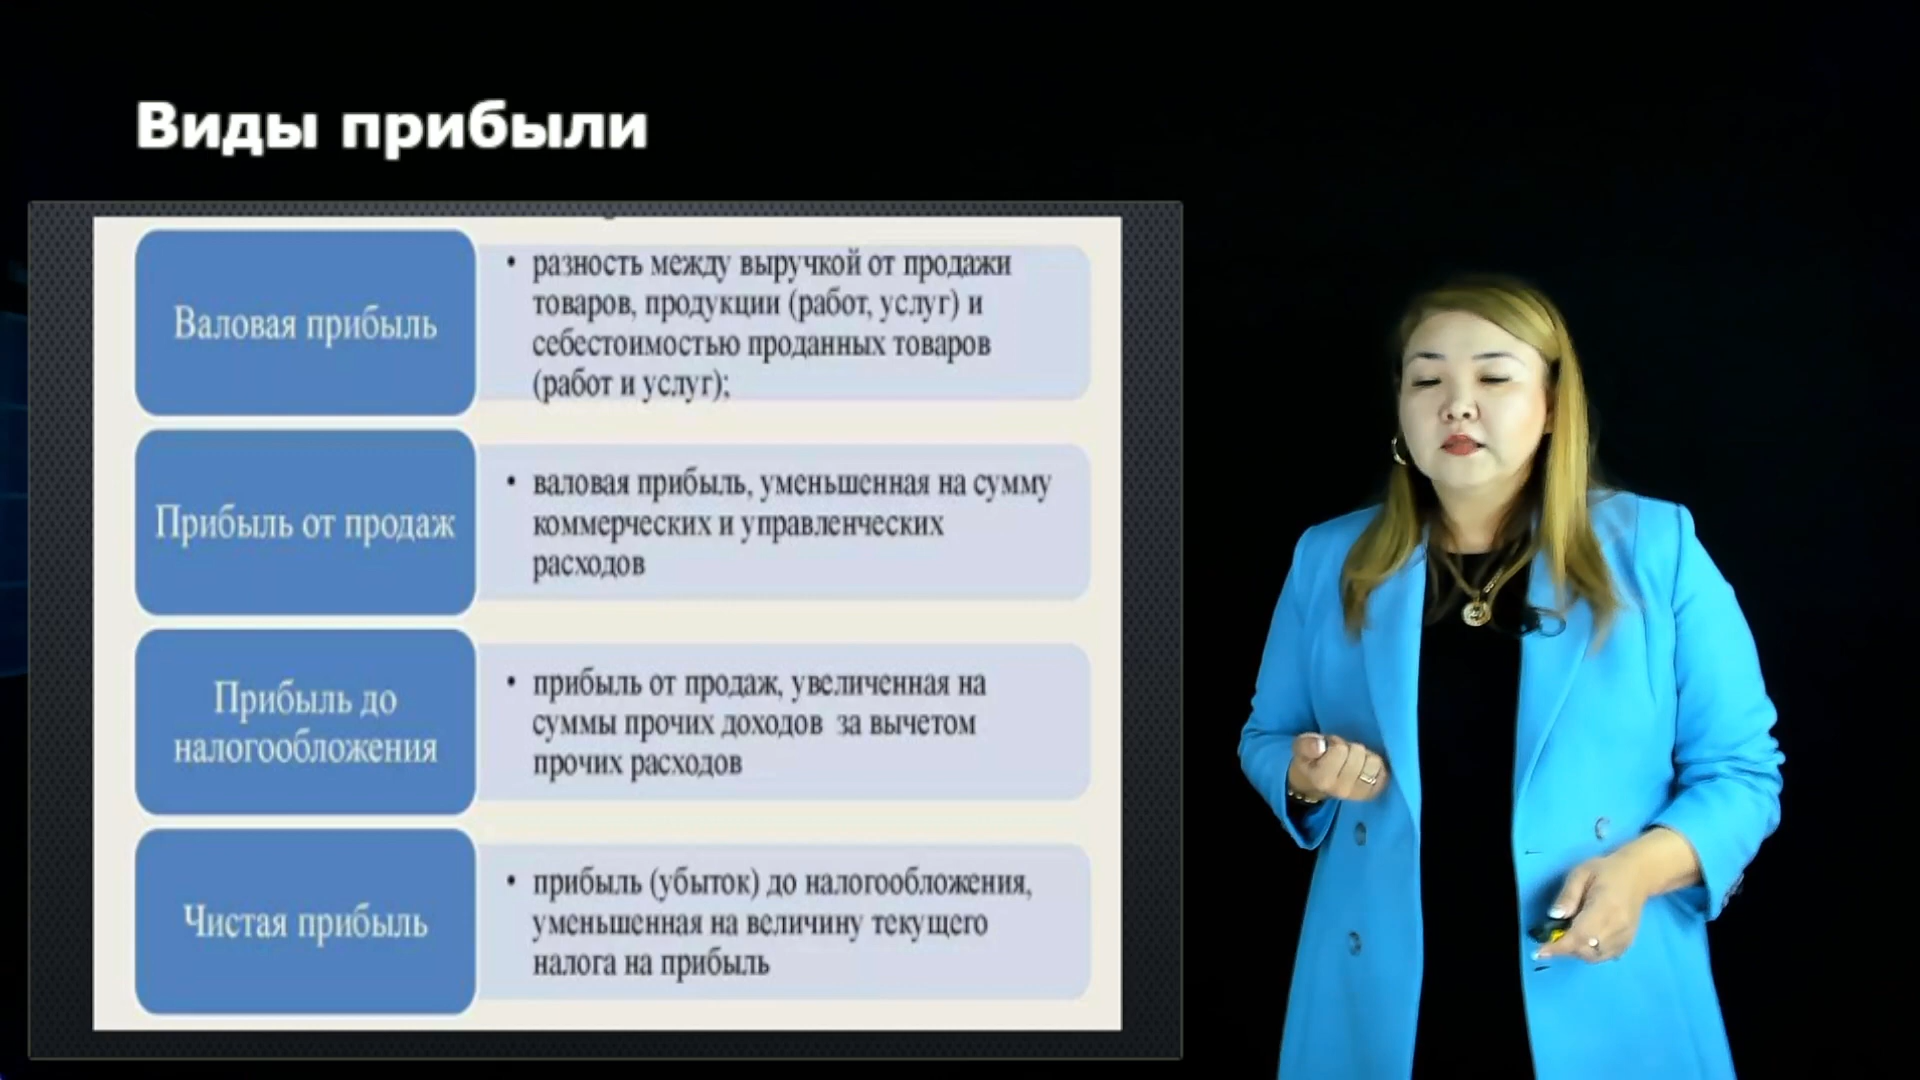 Виды прибыли
Валовая прибыль
• разность между выручкой от продажи
товаров, продукции (работ, услуг) и
себестоимостью проданных товаров
(работ и услуг);
Прибыль от продаж
• валовая прибыль, уменьшенная на сумму
коммерческих и управленческих
расходов
Прибыль до
налогообложения
• прибыль от продаж, увеличенная на
суммы прочих доходов за вычетом
прочих расходов
Чистая прибыль
• прибыль (убыток) до налогообложения,
уменьшенная на величину текущего
налога на прибыль